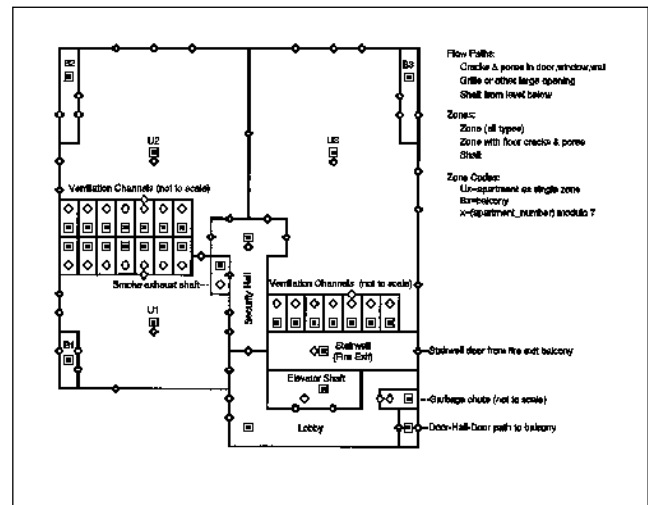 Flow Paths:
Cracks & pores in door,window,wall
Grille or other large opening
Shaft from level below
Zones:
Zone (all types)
Zone with floor cracks & pores
Shaft
Zone Codes:
Ux=apartment as single zone
Bx=balcony
x=(apartment_number) modulo 7
B2
B3
U2
U3
Ventilation Channels (not to scale)
Smoke exhaust shaft
Security Hall
Ventilation Channels (not to scale)
U1
B1
Stairwell
(Fire Exit)
Stairwell door from fire exit balcony
Elevator Shaft
Garbage chute (not to scale)
Lobby
Door-Hall-Door path to balcony